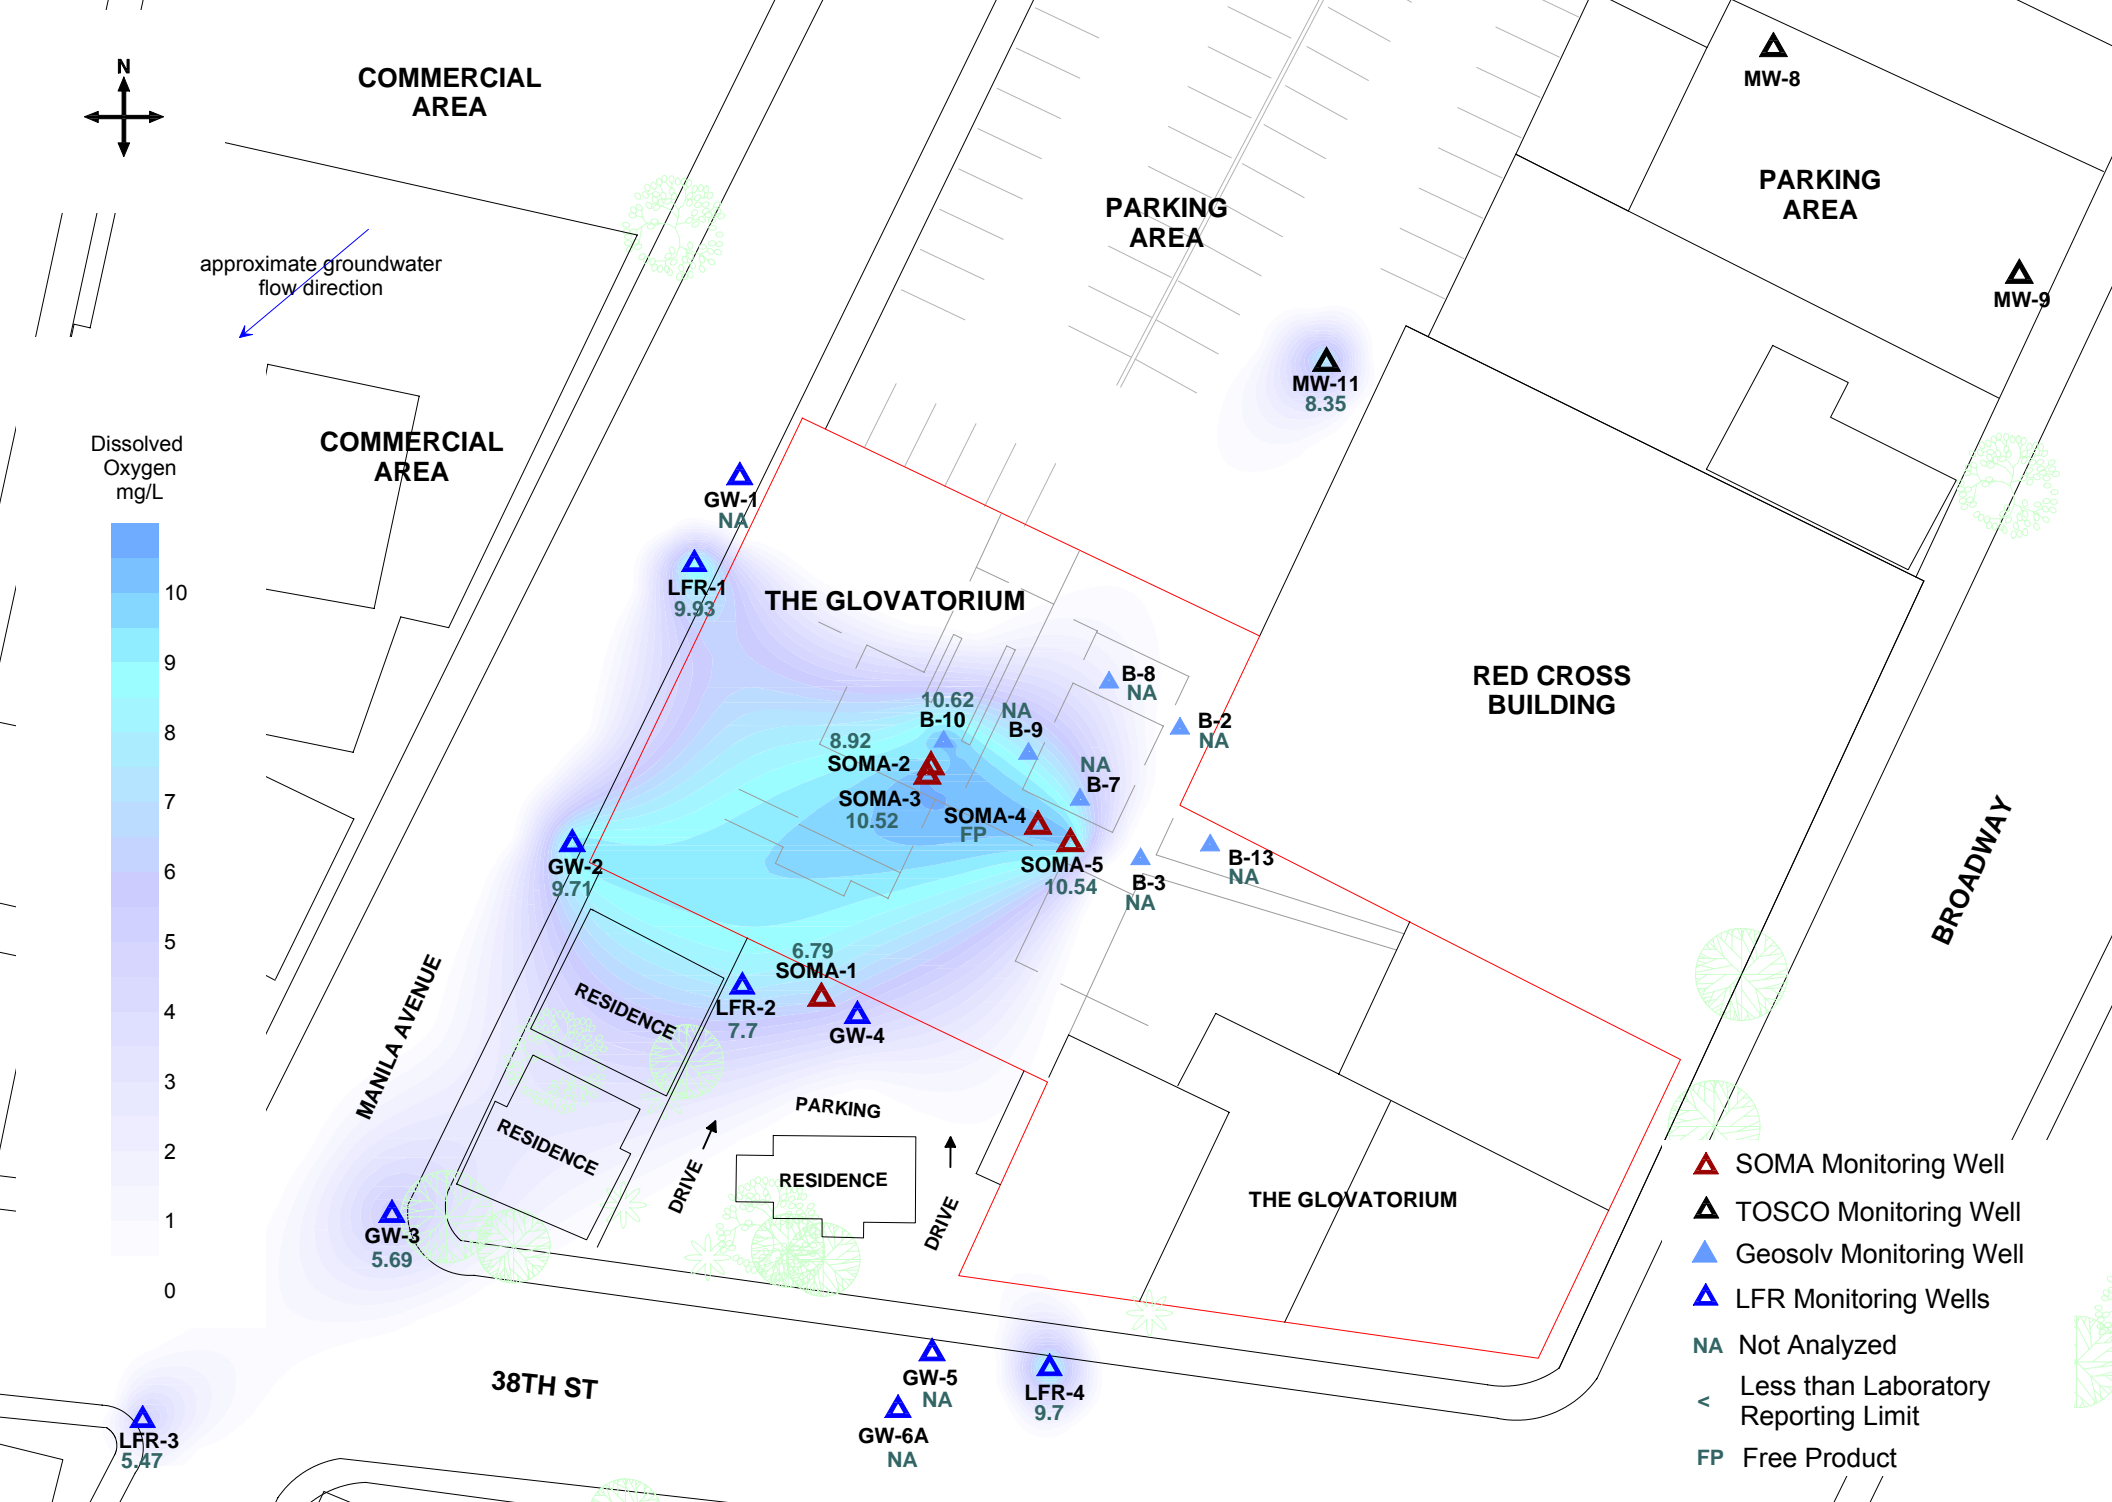 N
COMMERCIAL
AREA
MW-8
PARKING
AREA
PARKING
AREA
approximate groundwater
flow direction
MW-9
MW-11
8.35
Dissolved
Oxygen
mg/L
10
9
8
7
6
5
4
3
2
1
0
COMMERCIAL
AREA
GW-1
NA
LFR-1
9.93
THE GLOVATORIUM
RED CROSS
BUILDING
B-8
NA
10.62
B-10
NA
B-9
B-2
NA
8.92
SOMA-2
NA
B-7
SOMA-3
10.52
SOMA-4
FP
GW-2
9.71
SOMA-5
10.54
B-13
NA
B-3
NA
BROADWAY
6.79
SOMA-1
LFR-2
7.7
GW-4
RESIDENCE
MANILA AVENUE
PARKING
RESIDENCE
DRIVE
RESIDENCE
DRIVE
THE GLOVATORIUM
GW-3
5.69
38TH ST
GW-5
NA
GW-6A
NA
LFR-4
9.7
LFR-3
5.47
SOMA Monitoring Well
TOSCO Monitoring Well
Geosolv Monitoring Well
LFR Monitoring Wells
NA Not Analyzed
< Less than Laboratory
Reporting Limit
FP Free Product